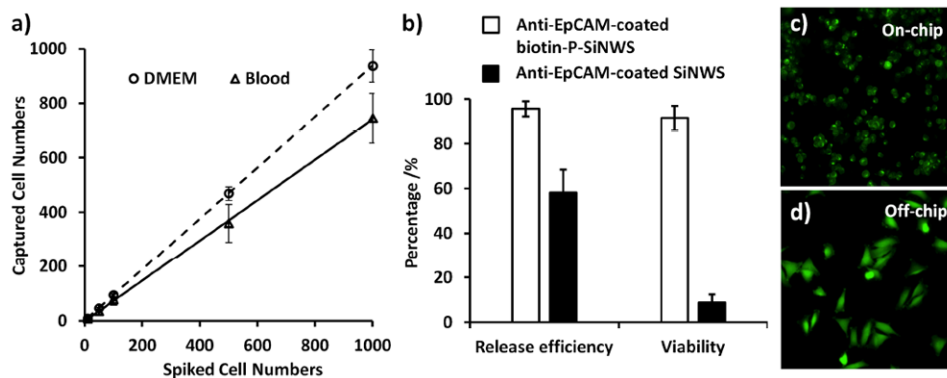 a)
1000
800
600
400
200
0
0 200 400 600 800 1000
Captured Cell Numbers
Spiked Cell Numbers
DMEM Blood
b)
Anti-EpCAM-coated
biotin-P-SiNWS
Anti-EpCAM-coated SiNWS
100
80
60
40
20
0
Percentage /%
Release efficiency Viability
c)
On-chip
d)
Off-chip